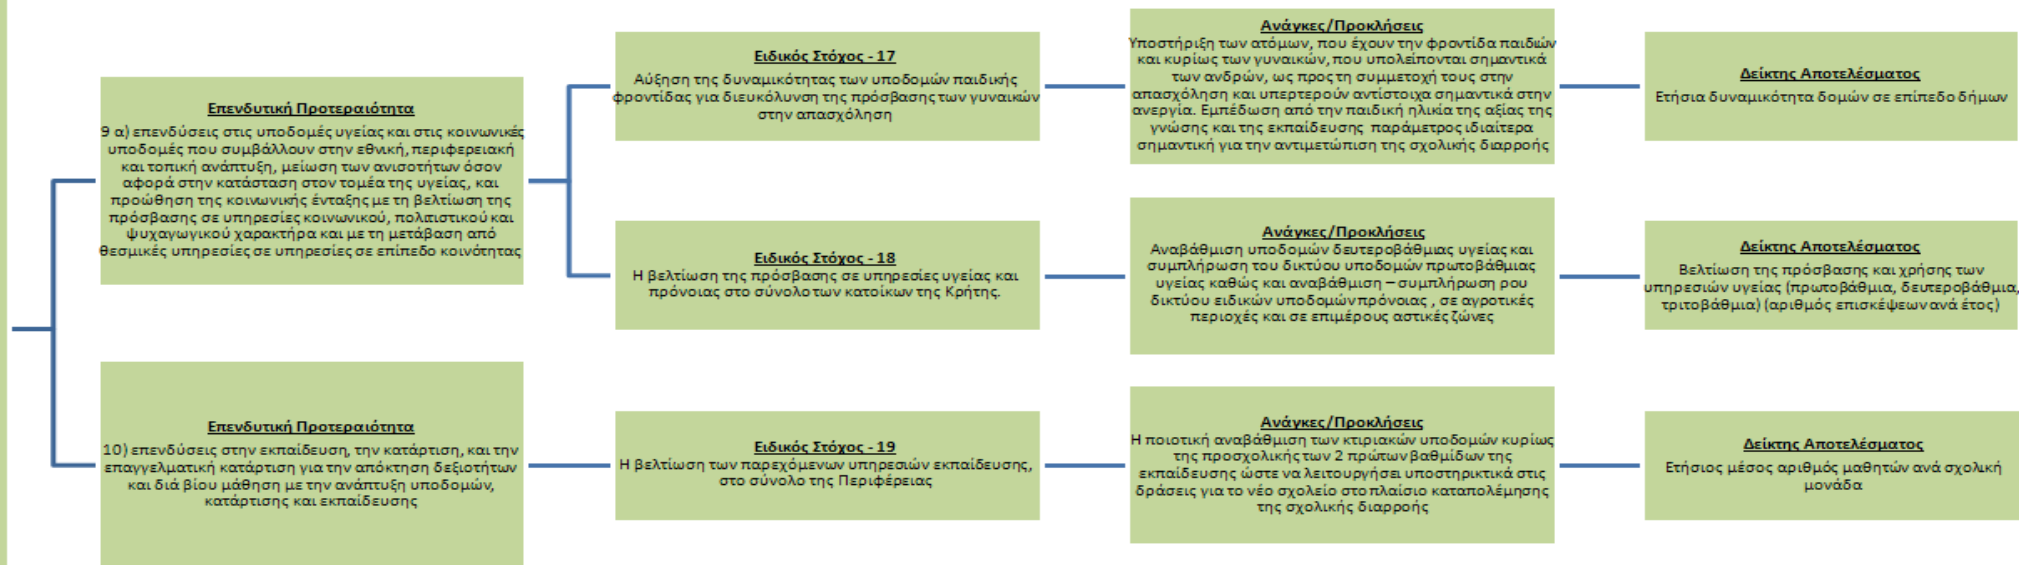 Επενδυτική Προτεραιότητα
9 α) επενδύσεις στις υποδομές υγείας και στις κοινωνικές
υποδομές που συμβάλλουν στην εθνική, περιφερειακή
και τοπική ανάπτυξη, μείωση των ανισοτήτων όσον
αφορά στην κατάσταση στον τομέα της υγείας, και
προώθηση της κοινωνικής ένταξης με τη βελτίωση της
πρόσβασης σε υπηρεσίες κοινωνικού, πολιτιστικού και
ψυχαγωγικού χαρακτήρα και με τη μετάβαση από
θεσμικές υπηρεσίες σε υπηρεσίες σε επίπεδο κοινότητας
Ειδικός Στόχος - 17
Αύξηση της δυναμικότητας των υποδομών παιδικής
φροντίδας για διευκόλυνση της πρόσβασης των γυναικών
στην απασχόληση
Ανάγκες/Προκλήσεις
Υποστήριξη των ατόμων, που έχουν την φροντίδα παιδιών
και κυρίως των γυναικών, που υπολείπονται σημαντικά
των ανδρών, ως προς τη συμμετοχή τους στην
απασχόληση και υπερτερούν αντίστοιχα σημαντικά στην
ανεργία. Εμπέδωση από την παιδική ηλικία της αξίας της
γνώσης και της εκπαίδευσης παράμετρος ιδιαίτερα
σημαντική για την αντιμετώπιση της σχολικής διαρροής
Δείκτης Αποτελέσματος
Ετήσια δυναμικότητα δομών σε επίπεδο δήμων
Ειδικός Στόχος - 18
Η βελτίωση της πρόσβασης σε υπηρεσίες υγείας και
πρόνοιας στο σύνολο των κατοίκων της Κρήτης.
Ανάγκες/Προκλήσεις
Αναβάθμιση υποδομών δευτεροβάθμιας υγείας και
συμπλήρωση του δικτύου υποδομών πρωτοβάθμιας
υγείας καθώς και αναβάθμιση – συμπλήρωση ρου
δικτύου ειδικών υποδομών πρόνοιας , σε αγροτικές
περιοχές και σε επιμέρους αστικές ζώνες
Δείκτης Αποτελέσματος
Βελτίωση της πρόσβασης και χρήσης των
υπηρεσιών υγείας (πρωτοβάθμια, δευτεροβάθμια,
τριτοβάθμια) (αριθμός επισκέψεων ανά έτος)
Επενδυτική Προτεραιότητα
10) επενδύσεις στην εκπαίδευση, την κατάρτιση, και την
επαγγελματική κατάρτιση για την απόκτηση δεξιοτήτων
και διά βίου μάθηση με την ανάπτυξη υποδομών,
κατάρτισης και εκπαίδευσης
Ειδικός Στόχος - 19
Η βελτίωση των παρεχόμενων υπηρεσιών εκπαίδευσης,
στο σύνολο της Περιφέρειας
Ανάγκες/Προκλήσεις
Η ποιοτική αναβάθμιση των κτιριακών υποδομών κυρίως
της προσχολικής των 2 πρώτων βαθμίδων της
εκπαίδευσης ώστε να λειτουργήσει υποστηρικτικά στις
δράσεις για το νέο σχολείο στο πλαίσιο καταπολέμησης
της σχολικής διαρροής
Δείκτης Αποτελέσματος
Ετήσιος μέσος αριθμός μαθητών ανά σχολική
μονάδα